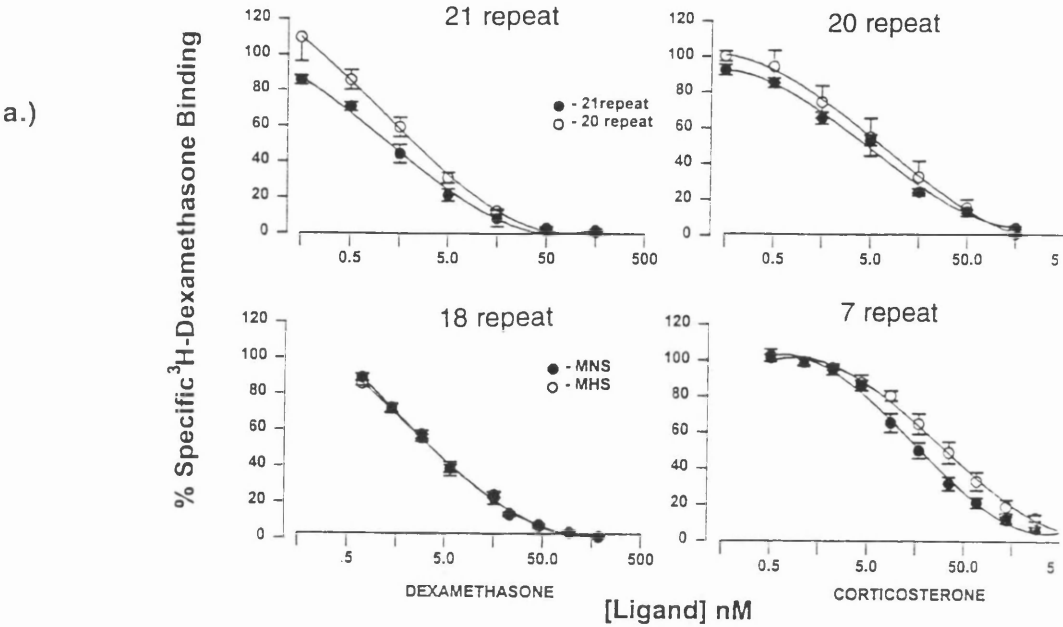 a.)
% Specific ³H-Dexamethasone Binding
21 repeat
120
100
80
60
40
20
0
0.5 5.0 50 500
● - 21repeat
○ - 20 repeat
20 repeat
120
100
80
60
40
20
0
0.5 5.0 50.0 5
18 repeat
120
100
80
60
40
20
0
.5 5.0 50.0 500
DEXAMETHASONE
● - MNS
○ - MHS
7 repeat
120
100
80
60
40
20
0
0.5 5.0 50.0 5
CORTICOSTERONE
[Ligand] nM